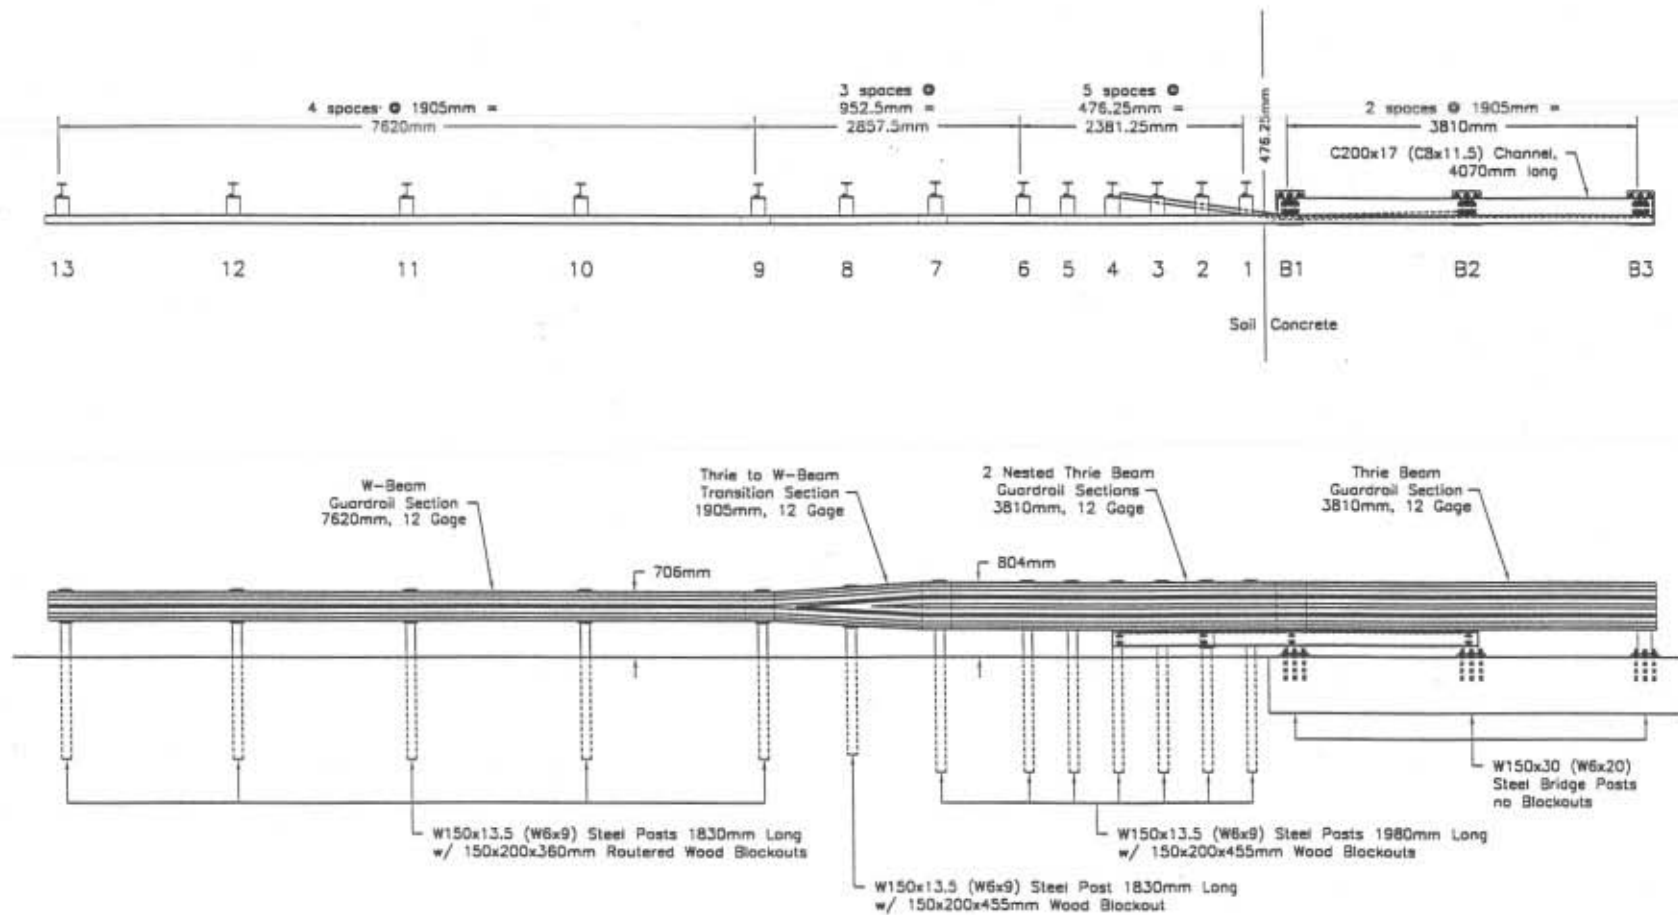 4 spaces @ 1905mm =
7620mm
3 spaces @
952.5mm =
2857.5mm
5 spaces @
476.25mm =
2381.25mm
476.25mm
2 spaces @ 1905mm =
3810mm
C200x17 (C8x11.5) Channel,
4070mm long
13 12 11 10 9 8 7 6 5 4 3 2 1 B1 B2 B3
Soil Concrete
W-Beam
Guardrail Section
7620mm, 12 Gage
Thrie to W-Beam
Transition Section
1905mm, 12 Gage
2 Nested Thrie Beam
Guardrail Sections
3810mm, 12 Gage
Thrie Beam
Guardrail Section
3810mm, 12 Gage
706mm
804mm
W150x30 (W6x20)
Steel Bridge Posts
no Blockouts
W150x13.5 (W6x9) Steel Posts 1830mm Long
w/ 150x200x360mm Routered Wood Blockouts
W150x13.5 (W6x9) Steel Posts 1980mm Long
w/ 150x200x455mm Wood Blockouts
W150x13.5 (W6x9) Steel Post 1830mm Long
w/ 150x200x455mm Wood Blockout